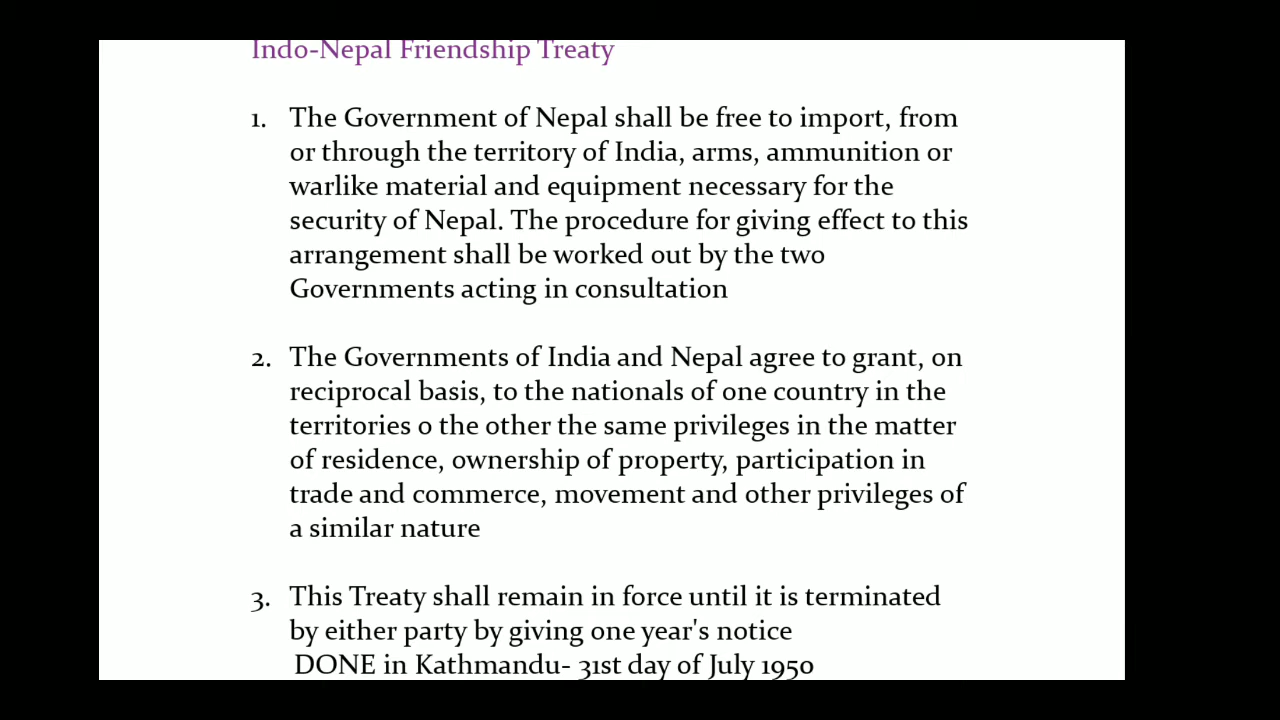 Indo-Nepal Friendship Treaty
1. The Government of Nepal shall be free to import, from
or through the territory of India, arms, ammunition or
warlike material and equipment necessary for the
security of Nepal. The procedure for giving effect to this
arrangement shall be worked out by the two
Governments acting in consultation
2. The Governments of India and Nepal agree to grant, on
reciprocal basis, to the nationals of one country in the
territories o the other the same privileges in the matter
of residence, ownership of property, participation in
trade and commerce, movement and other privileges of
a similar nature
3. This Treaty shall remain in force until it is terminated
by either party by giving one year's notice
DONE in Kathmandu- 31st day of July 1950